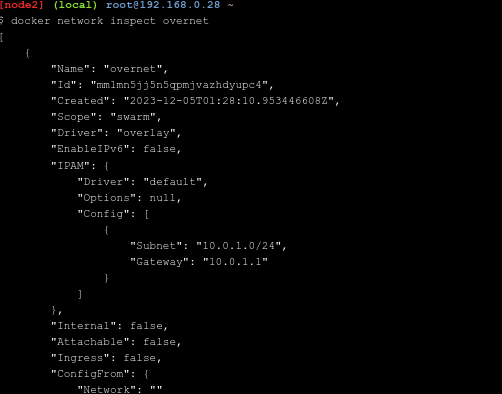 [node2] (local) root@192.168.0.28 ~
$ docker network inspect overnet
[
    {
        "Name": "overnet",
        "Id": "mmlmn5jj5n5qpmjvazhdyupc4",
        "Created": "2023-12-05T01:28:10.953446608Z",
        "Scope": "swarm",
        "Driver": "overlay",
        "EnableIPv6": false,
        "IPAM": {
            "Driver": "default",
            "Options": null,
            "Config": [
                {
                    "Subnet": "10.0.1.0/24",
                    "Gateway": "10.0.1.1"
                }
            ]
        },
        "Internal": false,
        "Attachable": false,
        "Ingress": false,
        "ConfigFrom": {
            "Network": ""